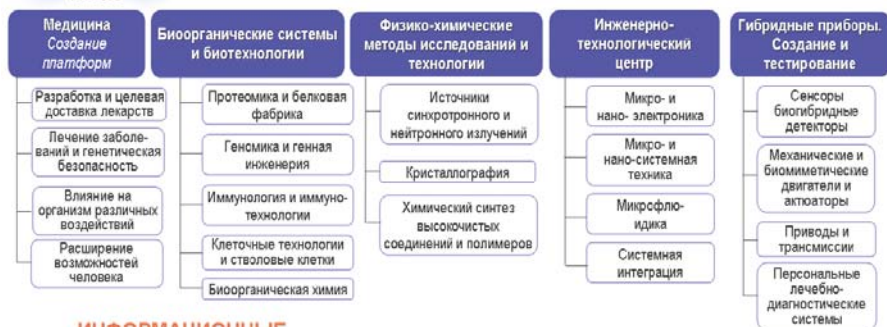 Медицина
Создание
платформ
Разработка и целевая
доставка лекарств
Лечение заболе-
ваний и генетическая
безопасность
Влияние на
организм различных
воздействий
Расширение
возможностей
человека
Биоорганические системы
и биотехнологии
Протеомика и белковая
фабрика
Геномика и генная
инженерия
Иммунология и иммуно-
технологии
Клеточные технологии
и стволовые клетки
Биоорганическая химия
Физико-химические
методы исследований и
технологии
Источники
синхротронного и
нейтронного излучений
Кристаллография
Химический синтез
высокочистых
соединений и полимеров
Инженерно-
технологический
центр
Микро- и
нано- электроника
Микро- и
нано-системная
техника
Микрофлю-
идика
Системная
интеграция
Гибридные приборы.
Создание и
тестирование
Сенсоры
биогибридные
детекторы
Механические и
биомиметические
двигатели и
актюаторы
Приводы и
трансмиссии
Персональные
лечебно-
диагностические
системы
ИНФОРМАЦИОННЫЕ